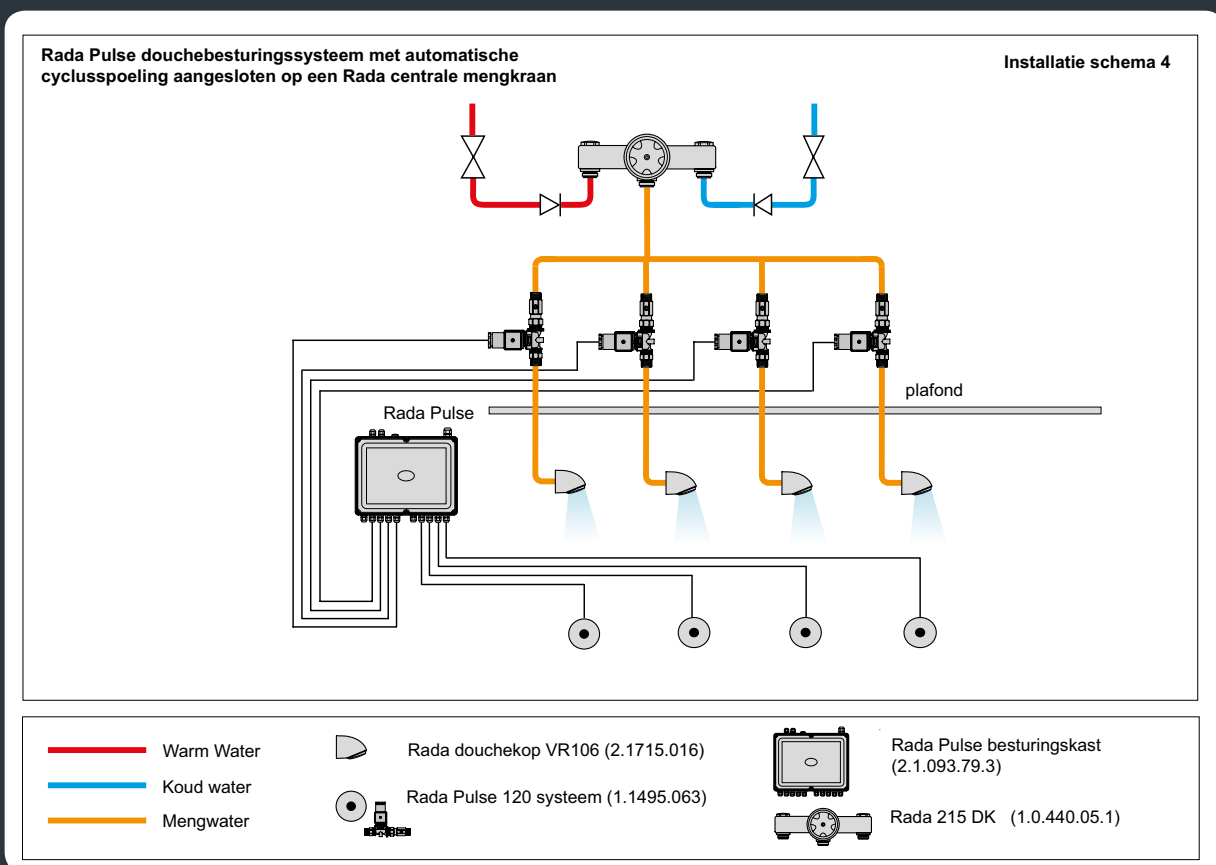 Rada Pulse douchebesturingssysteem met automatische
cyclusspoeling aangesloten op een Rada centrale mengkraan
Installatie schema 4
plafond
Rada Pulse
Warm Water
Koud water
Mengwater
Rada douchekop VR106 (2.1715.016)
Rada Pulse 120 systeem (1.1495.063)
Rada Pulse besturingskast
(2.1.093.79.3)
Rada 215 DK (1.0.440.05.1)